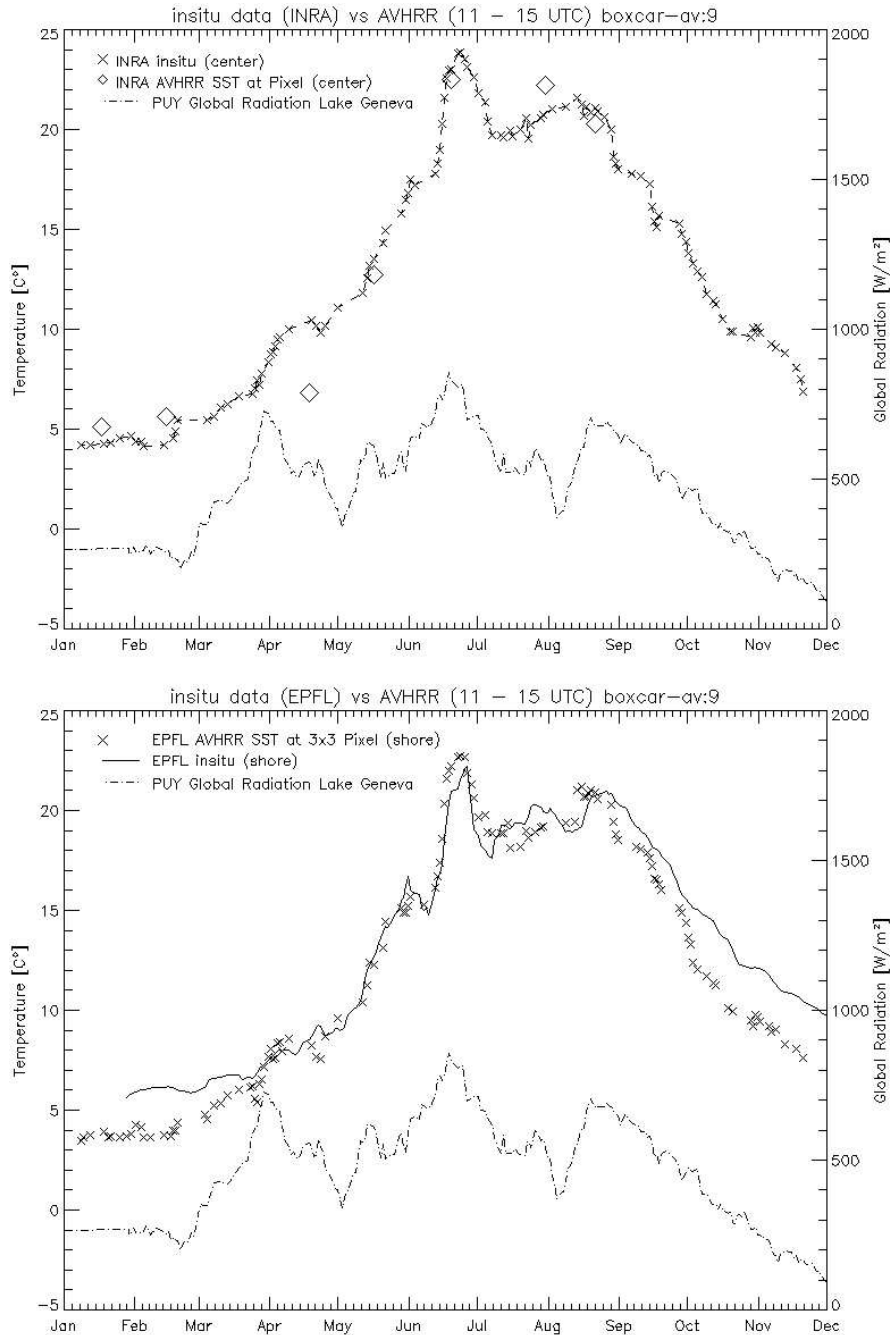 insitu data (INRA) vs AVHRR (11 – 15 UTC) boxcar-av:9
25
20
15
10
5
0
-5
Temperature [C°]
× INRA insitu (center)
◇ INRA AVHRR SST at Pixel (center)
PUY Global Radiation Lake Geneva
2000
1500
1000
500
0
Global Radiation [W/m²]
Jan Feb Mar Apr May Jun Jul Aug Sep Oct Nov Dec
insitu data (EPFL) vs AVHRR (11 – 15 UTC) boxcar-av:9
25
20
15
10
5
0
-5
Temperature [C°]
× EPFL AVHRR SST at 3x3 Pixel (shore)
EPFL insitu (shore)
PUY Global Radiation Lake Geneva
2000
1500
1000
500
0
Global Radiation [W/m²]
Jan Feb Mar Apr May Jun Jul Aug Sep Oct Nov Dec